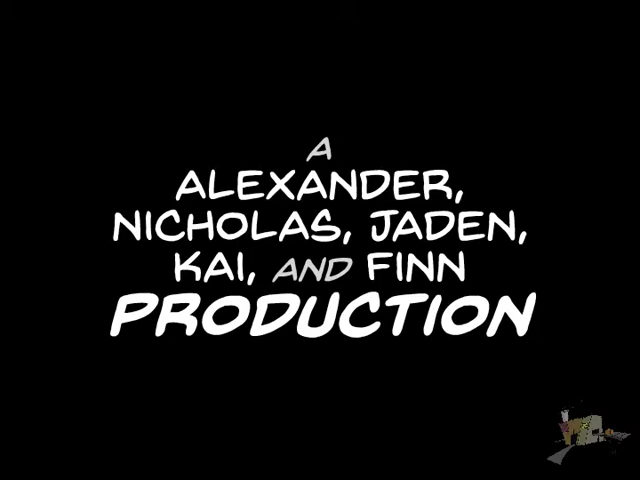 A
ALEXANDER,
NICHOLAS, JADEN,
KAI, AND FINN
PRODUCTION